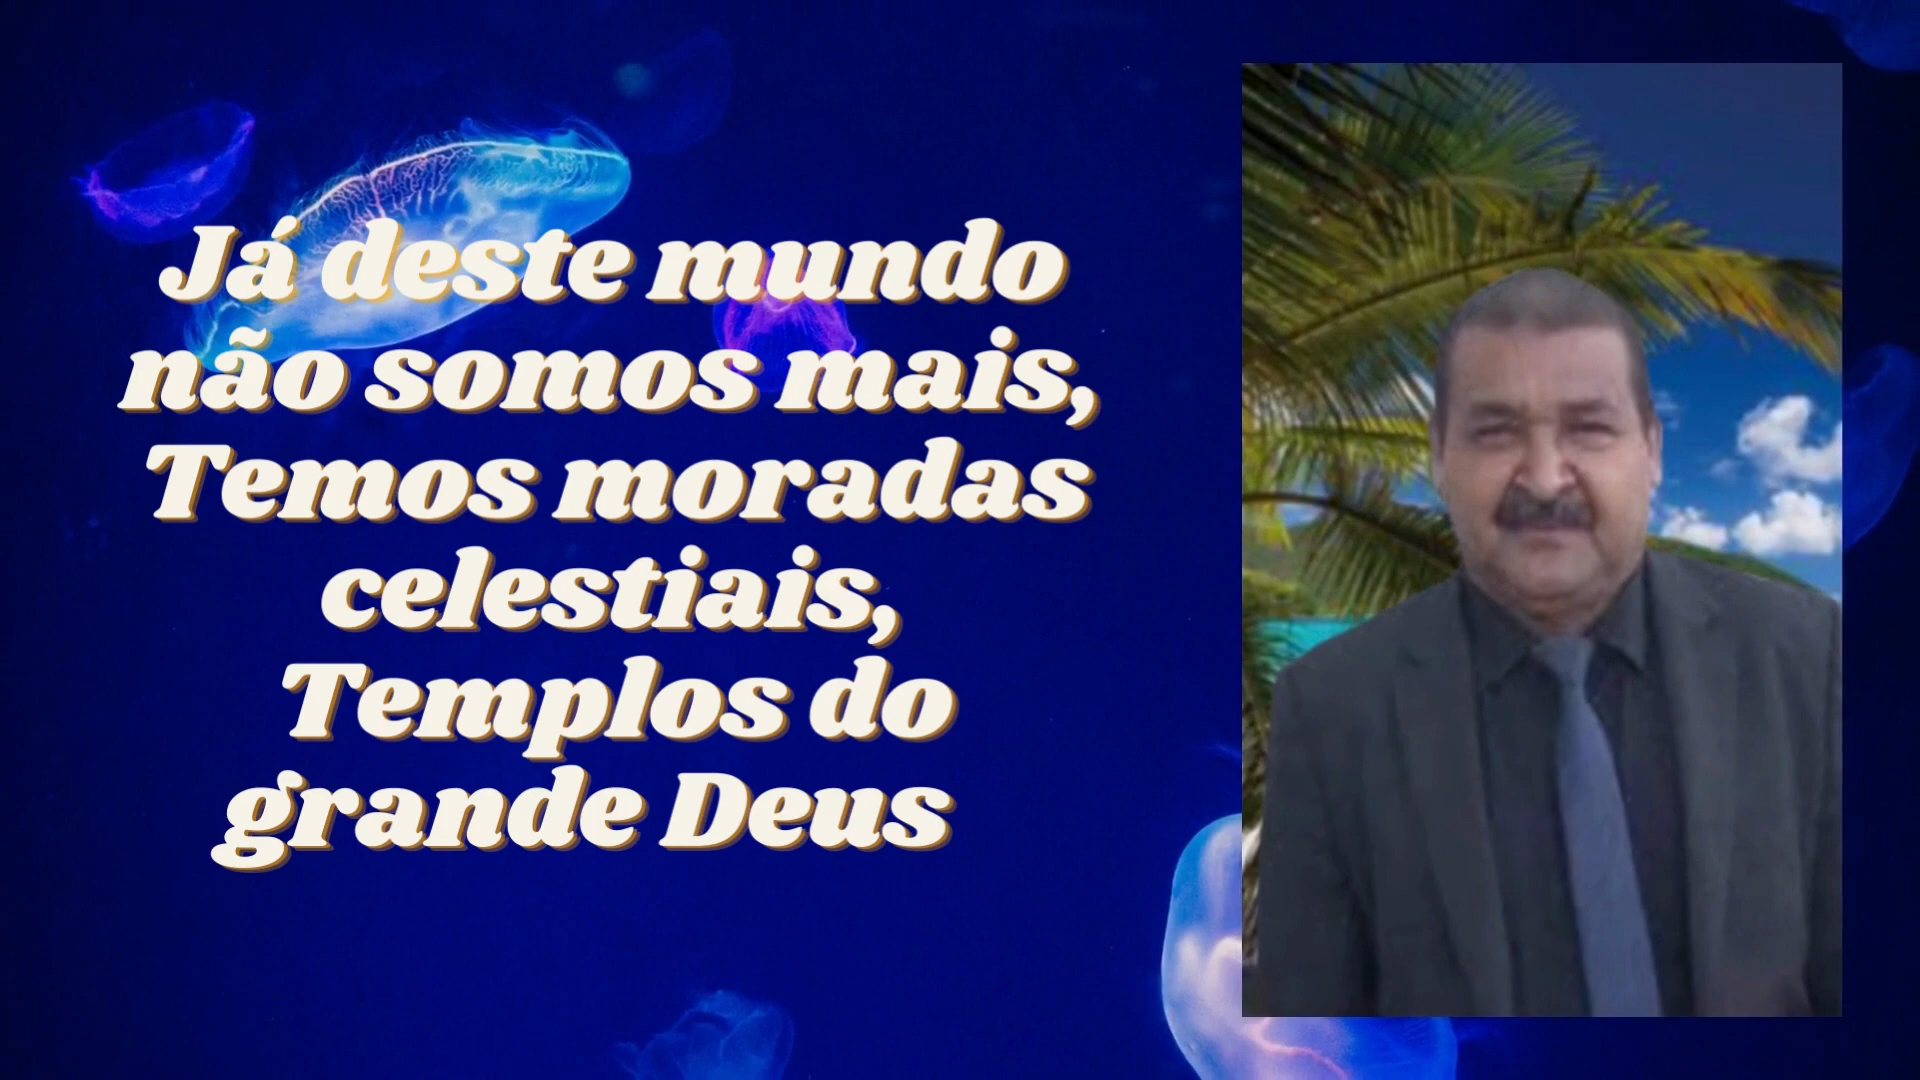 Já deste mundo
não somos mais,
Temos moradas
celestiais,
Templos do
grande Deus